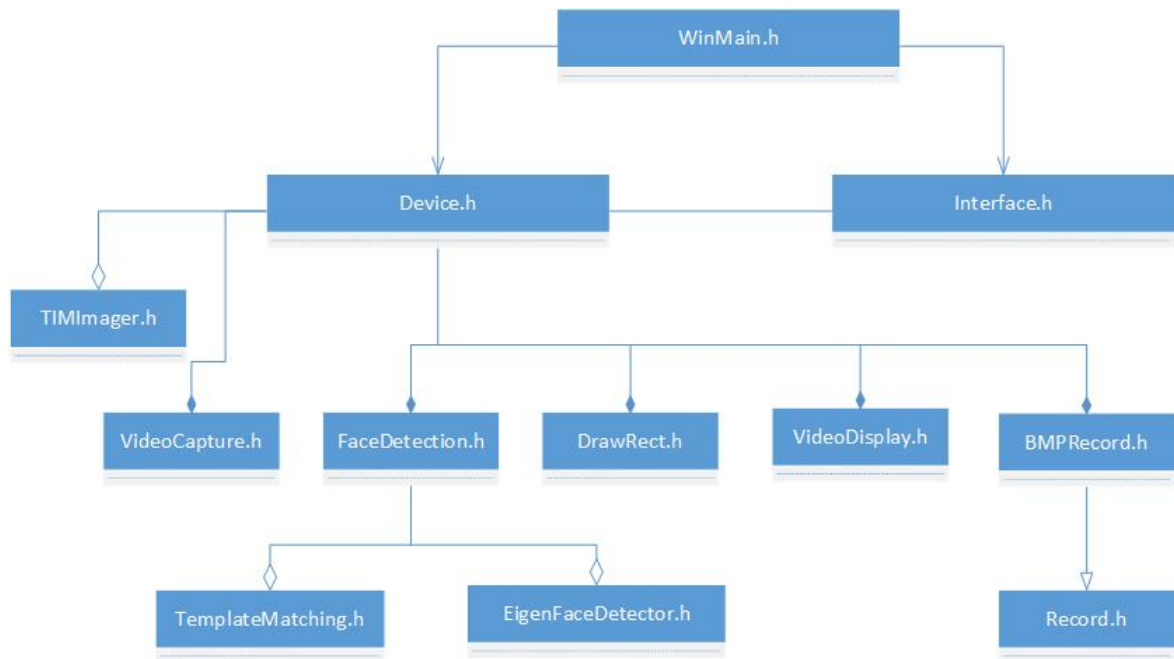 WinMain.h
Device.h
Interface.h
TIMImager.h
VideoCapture.h
FaceDetection.h
DrawRect.h
VideoDisplay.h
BMPRecord.h
TemplateMatching.h
EigenFaceDetector.h
Record.h